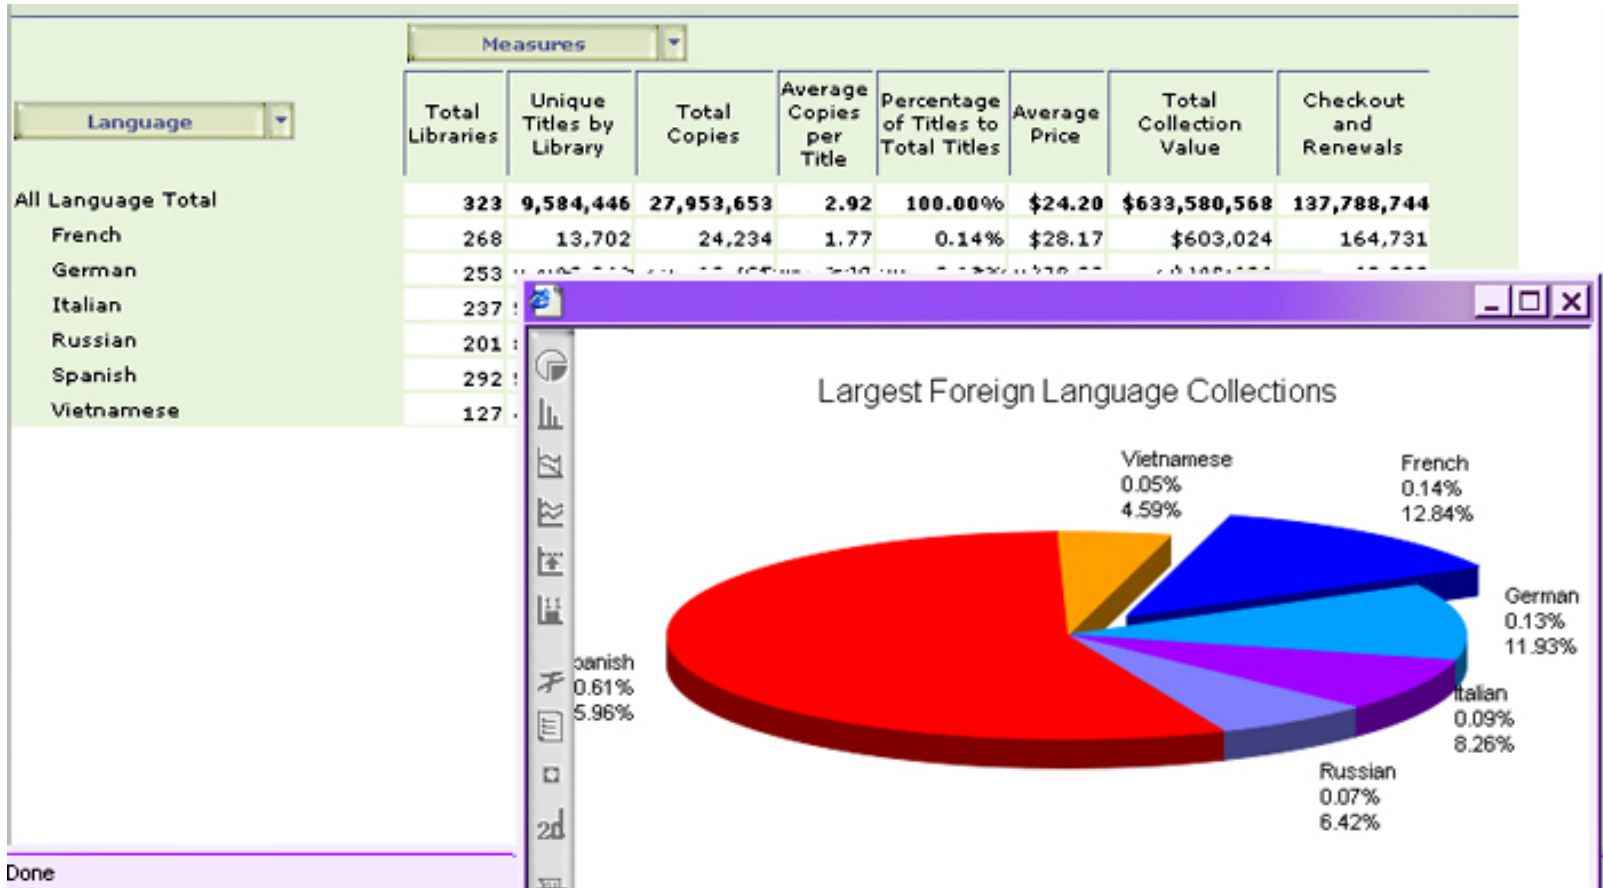 Measures
Language
Total Libraries
Unique Titles by Library
Total Copies
Average Copies per Title
Percentage of Titles to Total Titles
Average Price
Total Collection Value
Checkout and Renewals
All Language Total 323 9,584,446 27,953,653 2.92 100.00% $24.20 $633,580,568 137,788,744
French 268 13,702 24,234 1.77 0.14% $28.17 $603,024 164,731
German 253
Italian 237
Russian 201
Spanish 292
Vietnamese 127
Largest Foreign Language Collections
Vietnamese
0.05%
4.59%
French
0.14%
12.84%
German
0.13%
11.93%
panish
0.61%
5.96%
Italian
0.09%
8.26%
Russian
0.07%
6.42%
2d
Done